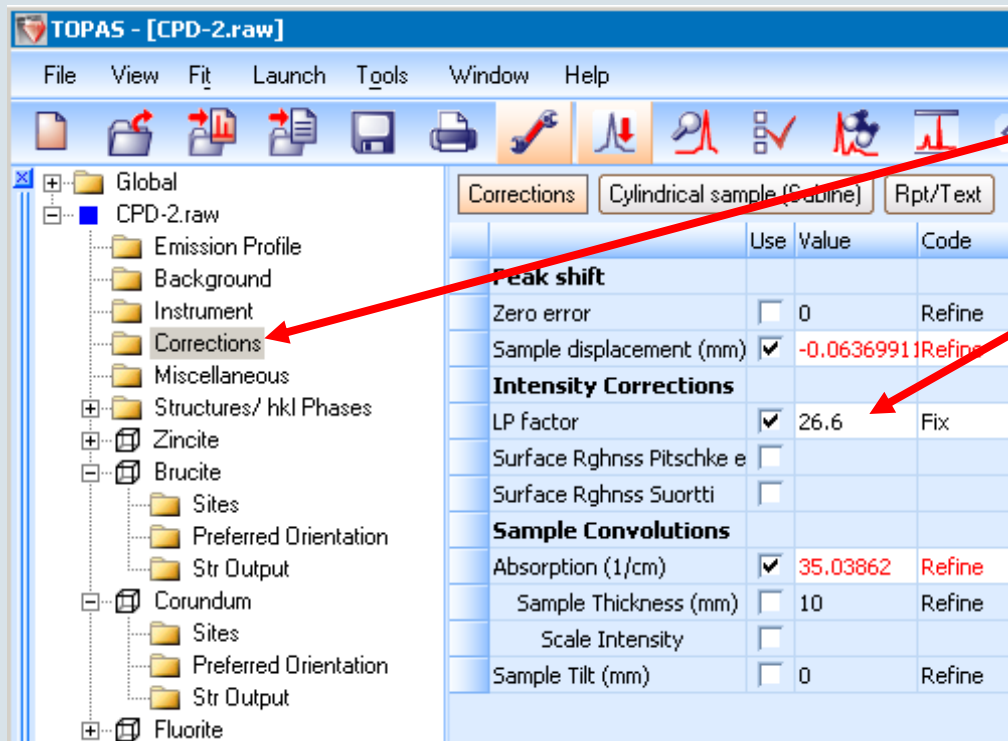 TOPAS - [CPD-2.raw]
File View Fit Launch Tools Window Help
Global
CPD-2.raw
Emission Profile
Background
Instrument
Corrections
Miscellaneous
Structures/ hkl Phases
Zincite
Brucite
Sites
Preferred Orientation
Str Output
Corundum
Sites
Preferred Orientation
Str Output
Fluorite
Corrections Cylindrical sample (Sabine) Rpt/Text
Use Value Code
Peak shift
Zero error 0 Refine
Sample displacement (mm) -0.06369911 Refine
Intensity Corrections
LP factor 26.6 Fix
Surface Rghnss Pitschke e
Surface Rghnss Suortti
Sample Convolutions
Absorption (1/cm) 35.03862 Refine
Sample Thickness (mm) 10 Refine
Scale Intensity
Sample Tilt (mm) 0 Refine